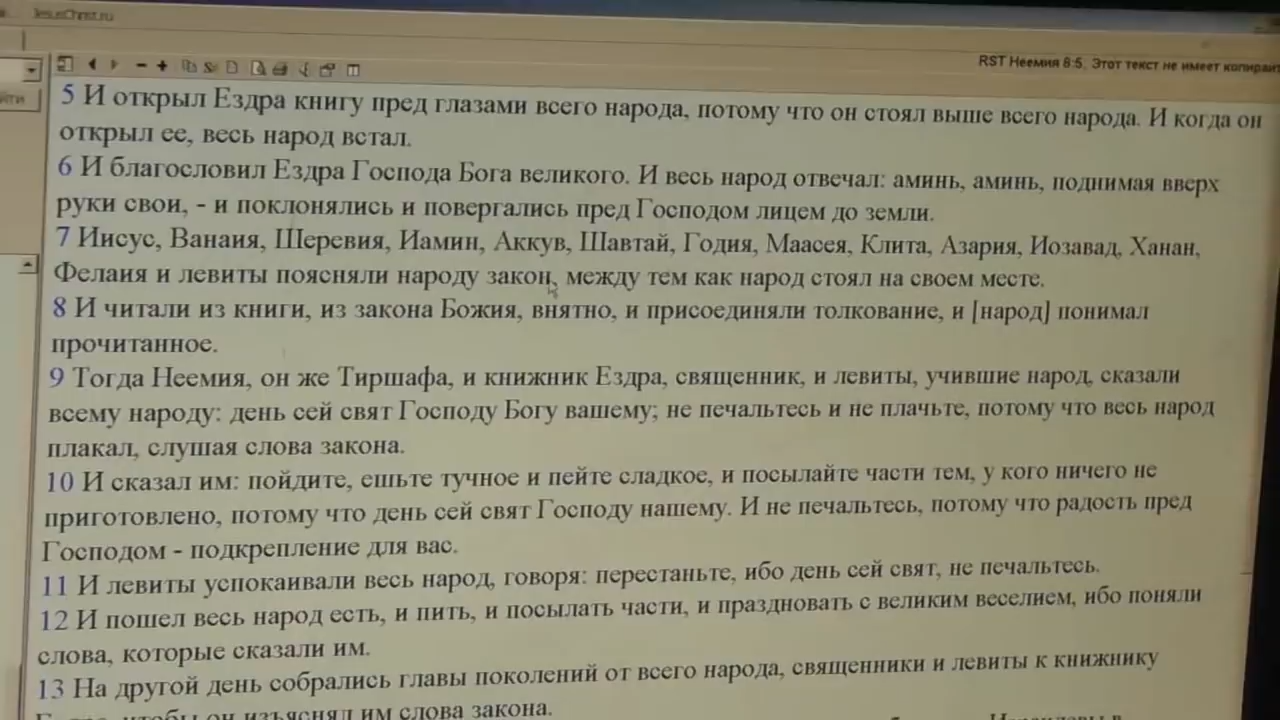 JesusChrist.ru
RST Неемия 8:5. Этот текст не имеет копирайт
йти
5 И открыл Ездра книгу пред глазами всего народа, потому что он стоял выше всего народа. И когда он
открыл ее, весь народ встал.
6 И благословил Ездра Господа Бога великого. И весь народ отвечал: аминь, аминь, поднимая вверх
руки свои, - и поклонялись и повергались пред Господом лицем до земли.
7 Иисус, Ванаия, Шеревия, Иамин, Аккув, Шавтай, Годия, Маасея, Клита, Азария, Иозавад, Ханан,
Фелаия и левиты поясняли народу закон, между тем как народ стоял на своем месте.
8 И читали из книги, из закона Божия, внятно, и присоединяли толкование, и [народ] понимал
прочитанное.
9 Тогда Неемия, он же Тиршафа, и книжник Ездра, священник, и левиты, учившие народ, сказали
всему народу: день сей свят Господу Богу вашему; не печальтесь и не плачьте, потому что весь народ
плакал, слушая слова закона.
10 И сказал им: пойдите, ешьте тучное и пейте сладкое, и посылайте части тем, у кого ничего не
приготовлено, потому что день сей свят Господу нашему. И не печальтесь, потому что радость пред
Господом - подкрепление для вас.
11 И левиты успокаивали весь народ, говоря: перестаньте, ибо день сей свят, не печальтесь.
12 И пошел весь народ есть, и пить, и посылать части, и праздновать с великим веселием, ибо поняли
слова, которые сказали им.
13 На другой день собрались главы поколений от всего народа, священники и левиты к книжнику
чтобы он изъяснял им слова закона.